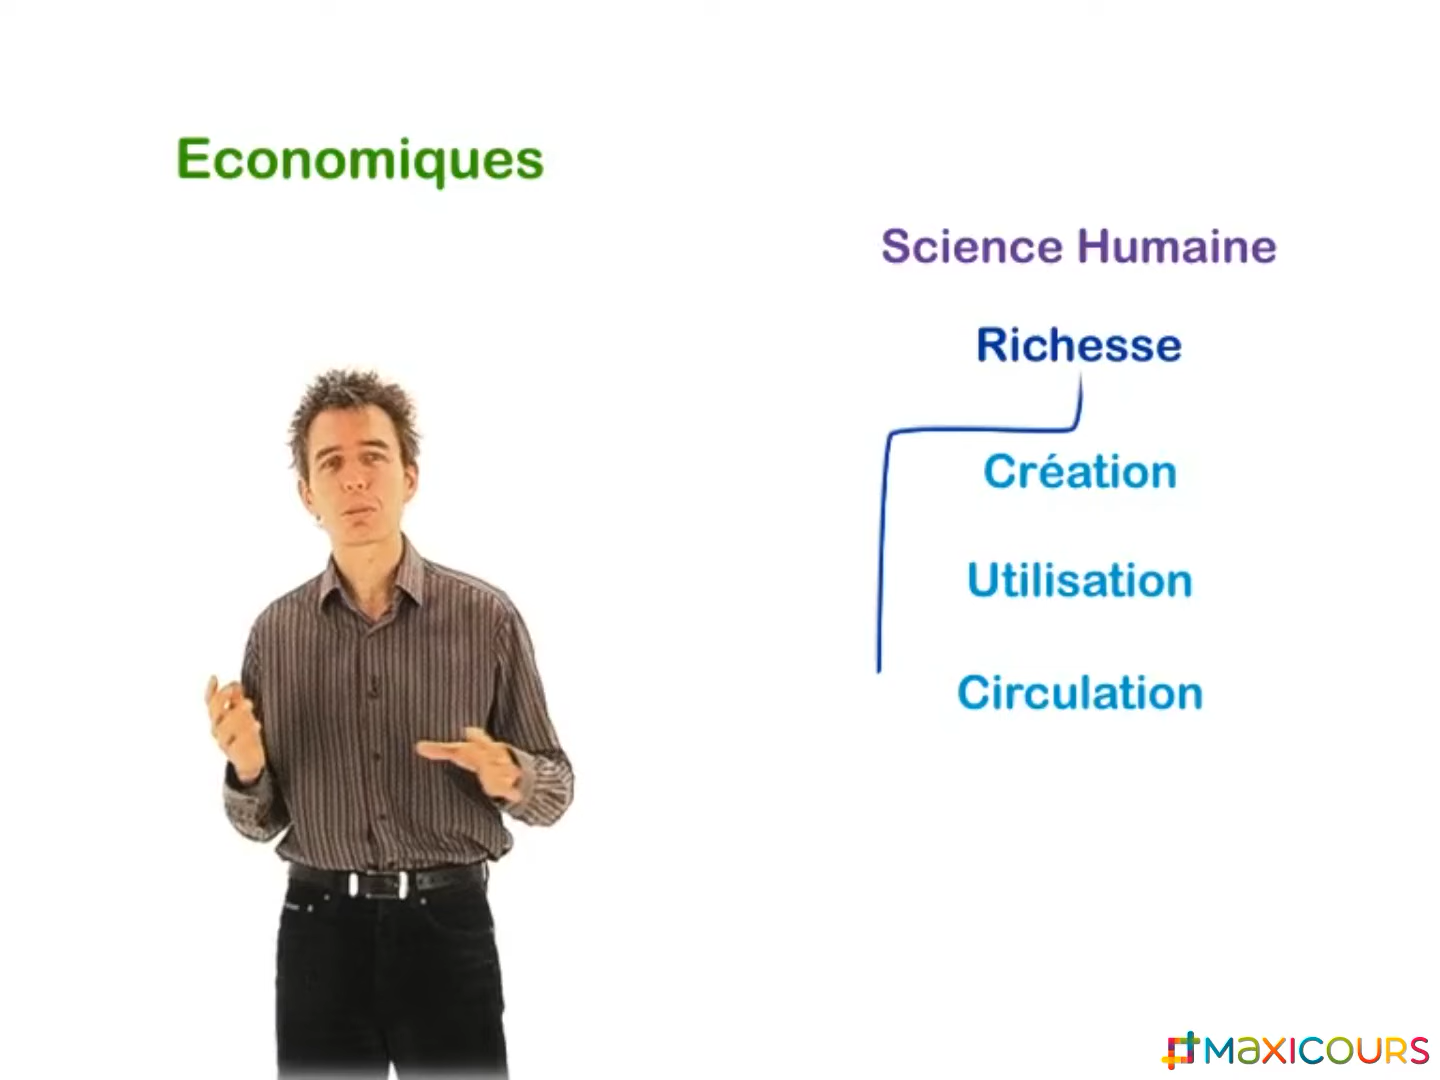 Economiques
Science Humaine
Richesse
Création
Utilisation
Circulation
MAXICOURS